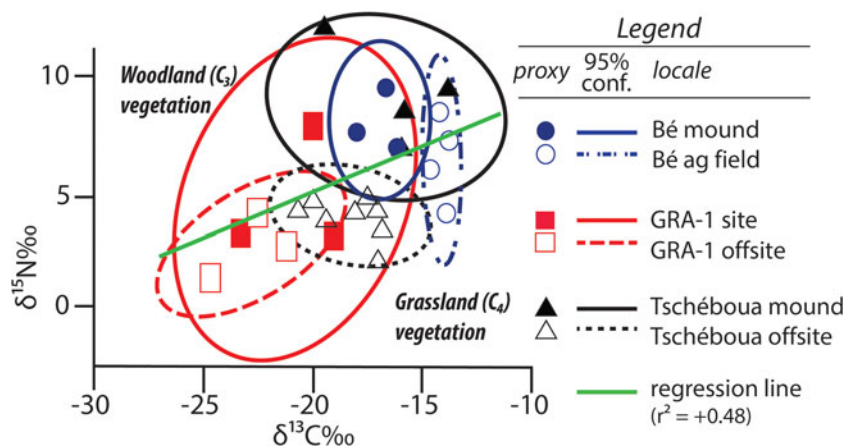 Woodland (C₃)
vegetation
10
5
0
δ¹⁵N‰
Grassland (C₄)
vegetation
-30
-25
-20
-15
-10
δ¹³C‰
Legend
proxy 95% conf. locale
Bé mound
Bé ag field
GRA-1 site
GRA-1 offsite
Tschéboua mound
Tschéboua offsite
regression line
(r² = +0.48)